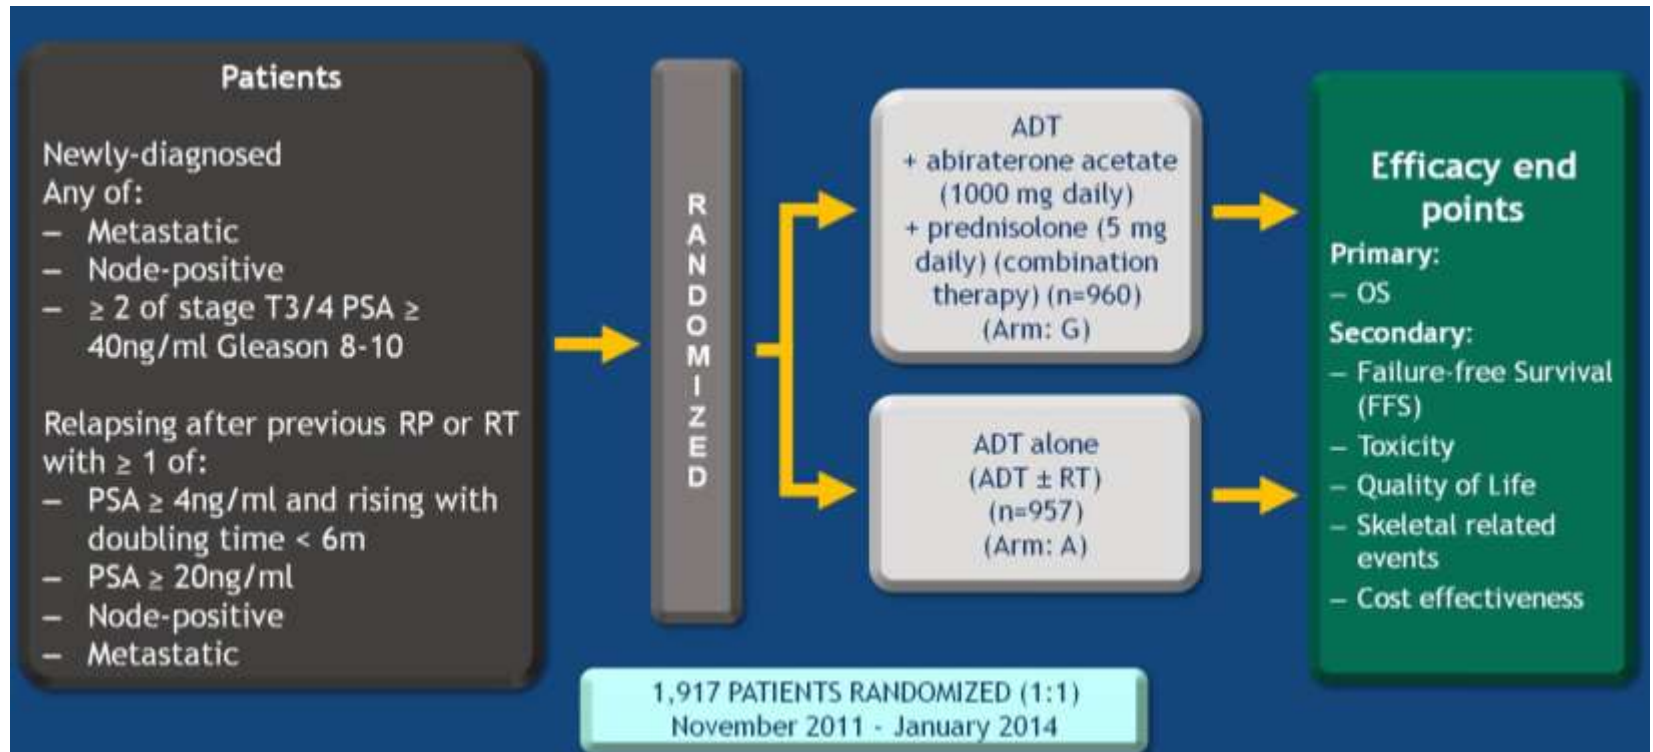 Patients
Newly-diagnosed
Any of:
– Metastatic
– Node-positive
– ≥ 2 of stage T3/4 PSA ≥
40ng/ml Gleason 8-10
Relapsing after previous RP or RT
with ≥ 1 of:
– PSA ≥ 4ng/ml and rising with
doubling time < 6m
– PSA ≥ 20ng/ml
– Node-positive
– Metastatic
RANDOMIZED
ADT
+ abiraterone acetate
(1000 mg daily)
+ prednisolone (5 mg
daily) (combination
therapy) (n=960)
(Arm: G)
ADT alone
(ADT ± RT)
(n=957)
(Arm: A)
Efficacy end
points
Primary:
– OS
Secondary:
– Failure-free Survival
(FFS)
– Toxicity
– Quality of Life
– Skeletal related
events
– Cost effectiveness
1,917 PATIENTS RANDOMIZED (1:1)
November 2011 - January 2014